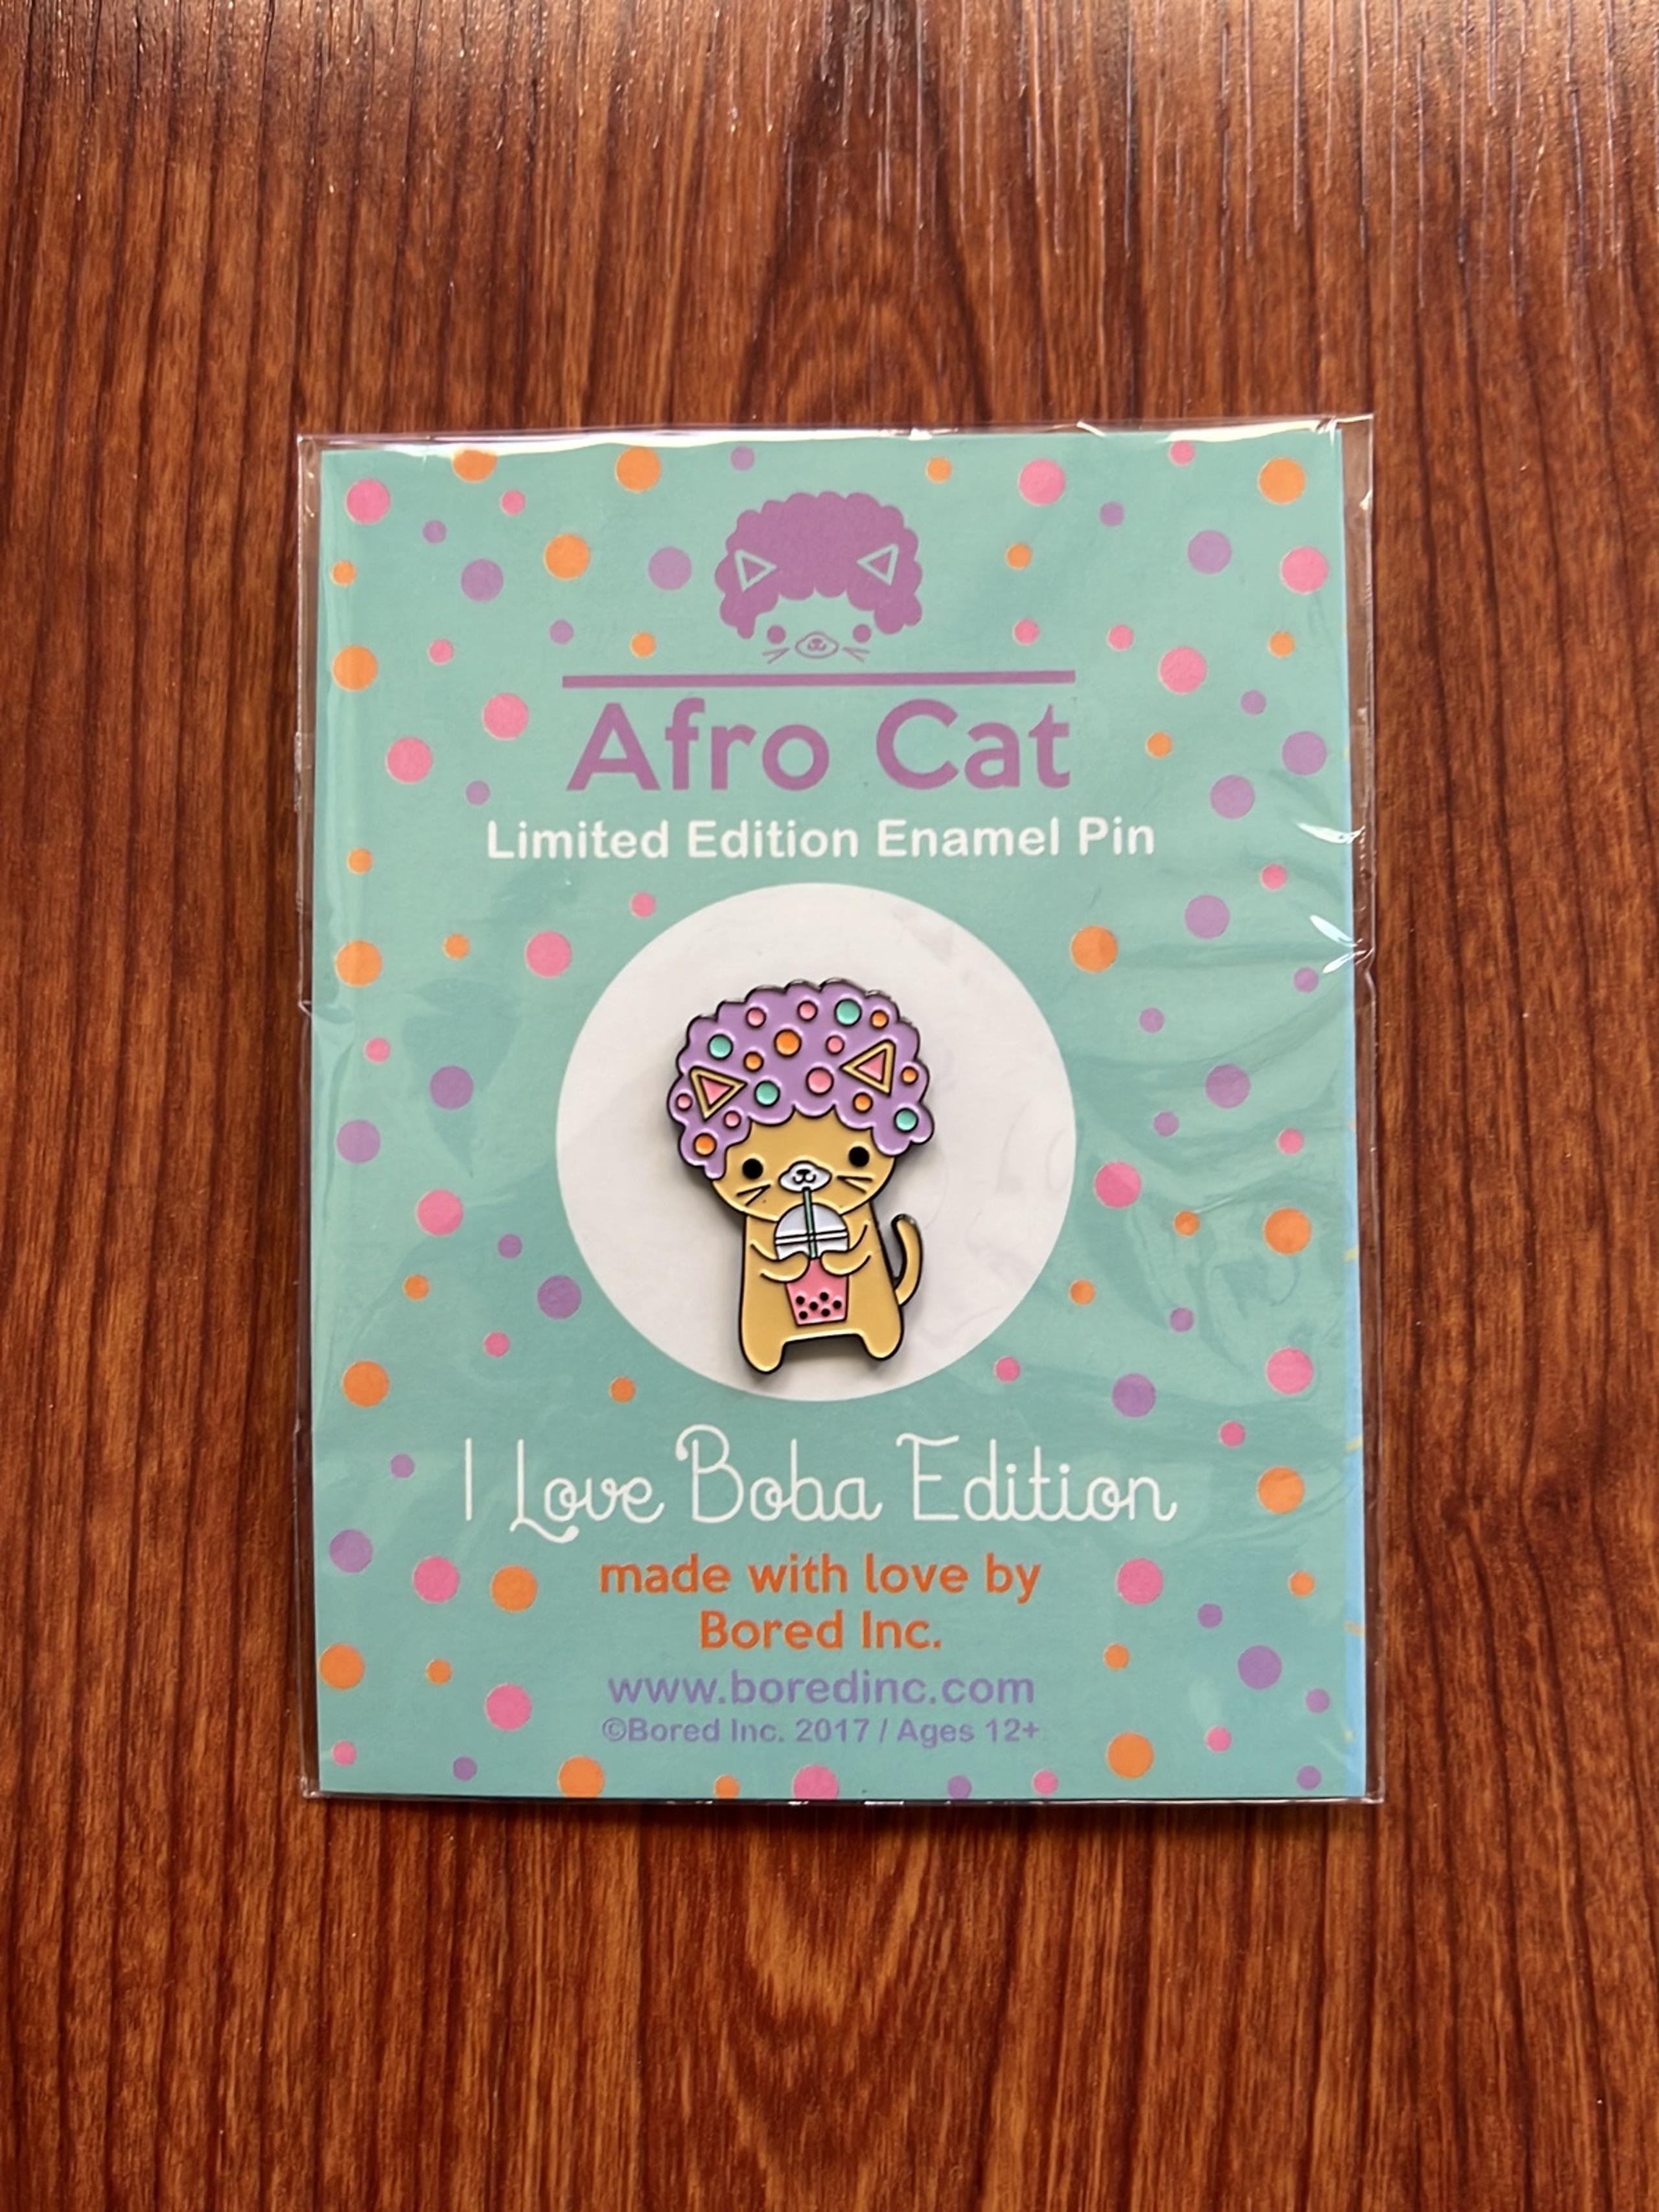 Afro Cat
Limited Edition Enamel Pin
I Love Boba Edition
made with love by
Bored Inc.
www.boredinc.com
©Bored Inc. 2017 / Ages 12+